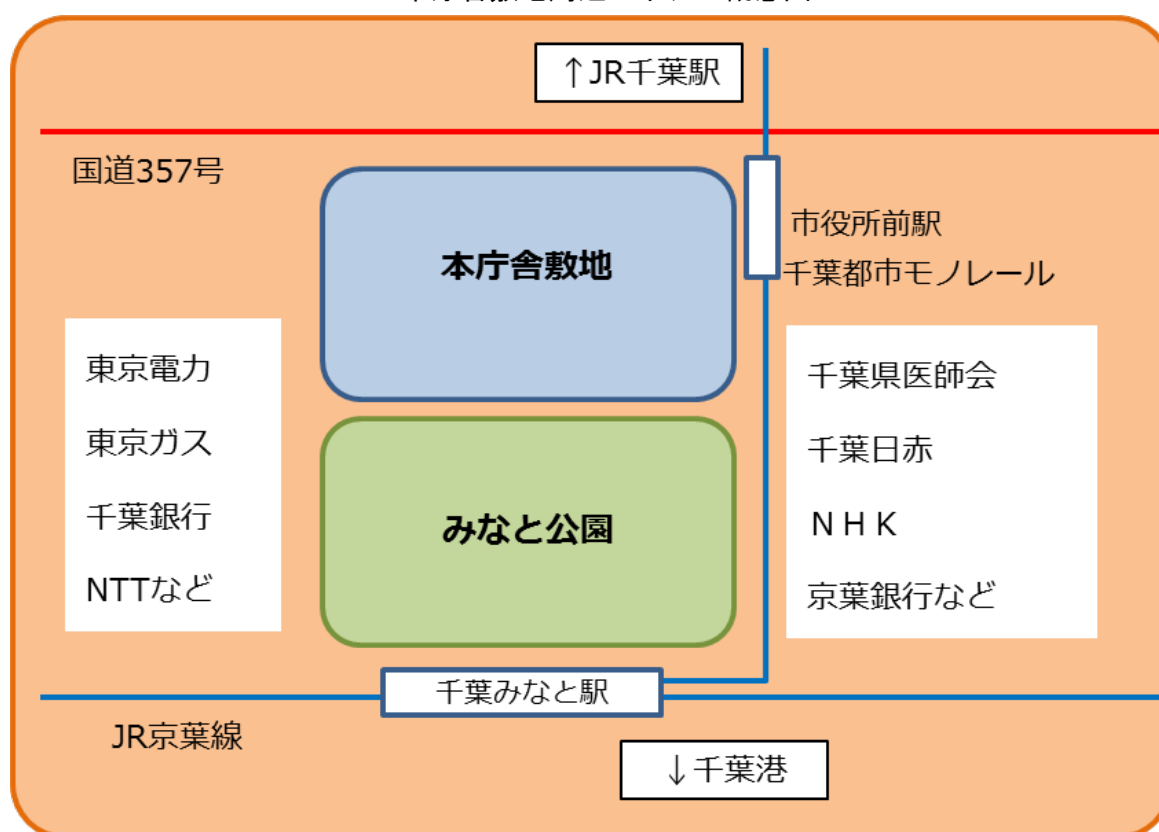 ↑JR千葉駅
国道357号
本庁舎敷地
市役所前駅
千葉都市モノレール
東京電力
東京ガス
千葉銀行
NTTなど
千葉県医師会
千葉日赤
ＮＨＫ
京葉銀行など
みなと公園
千葉みなと駅
JR京葉線
↓千葉港